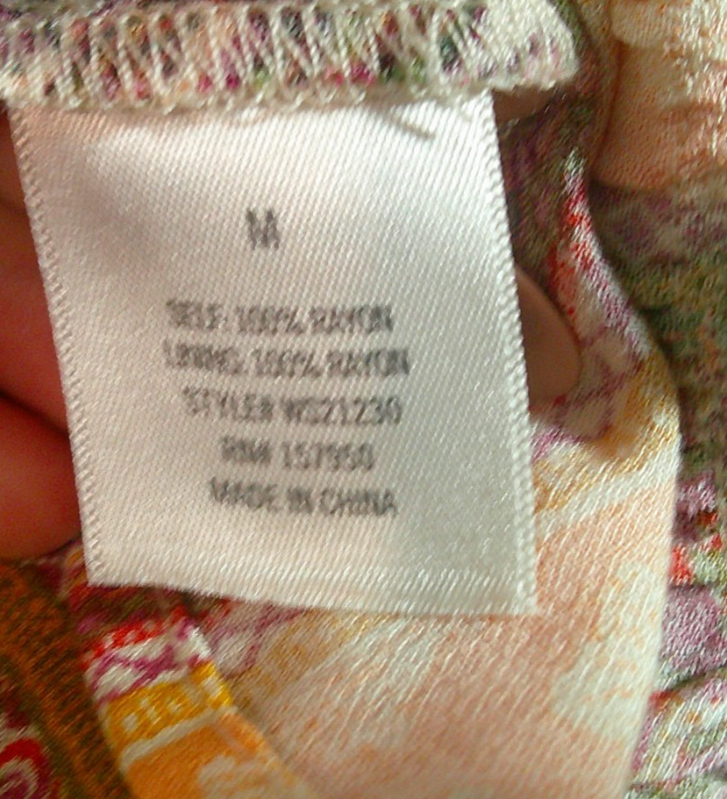 M
SELF: 100% RAYON
LINING: 100% RAYON
STYLE# WS21230
RN# 157950
MADE IN CHINA